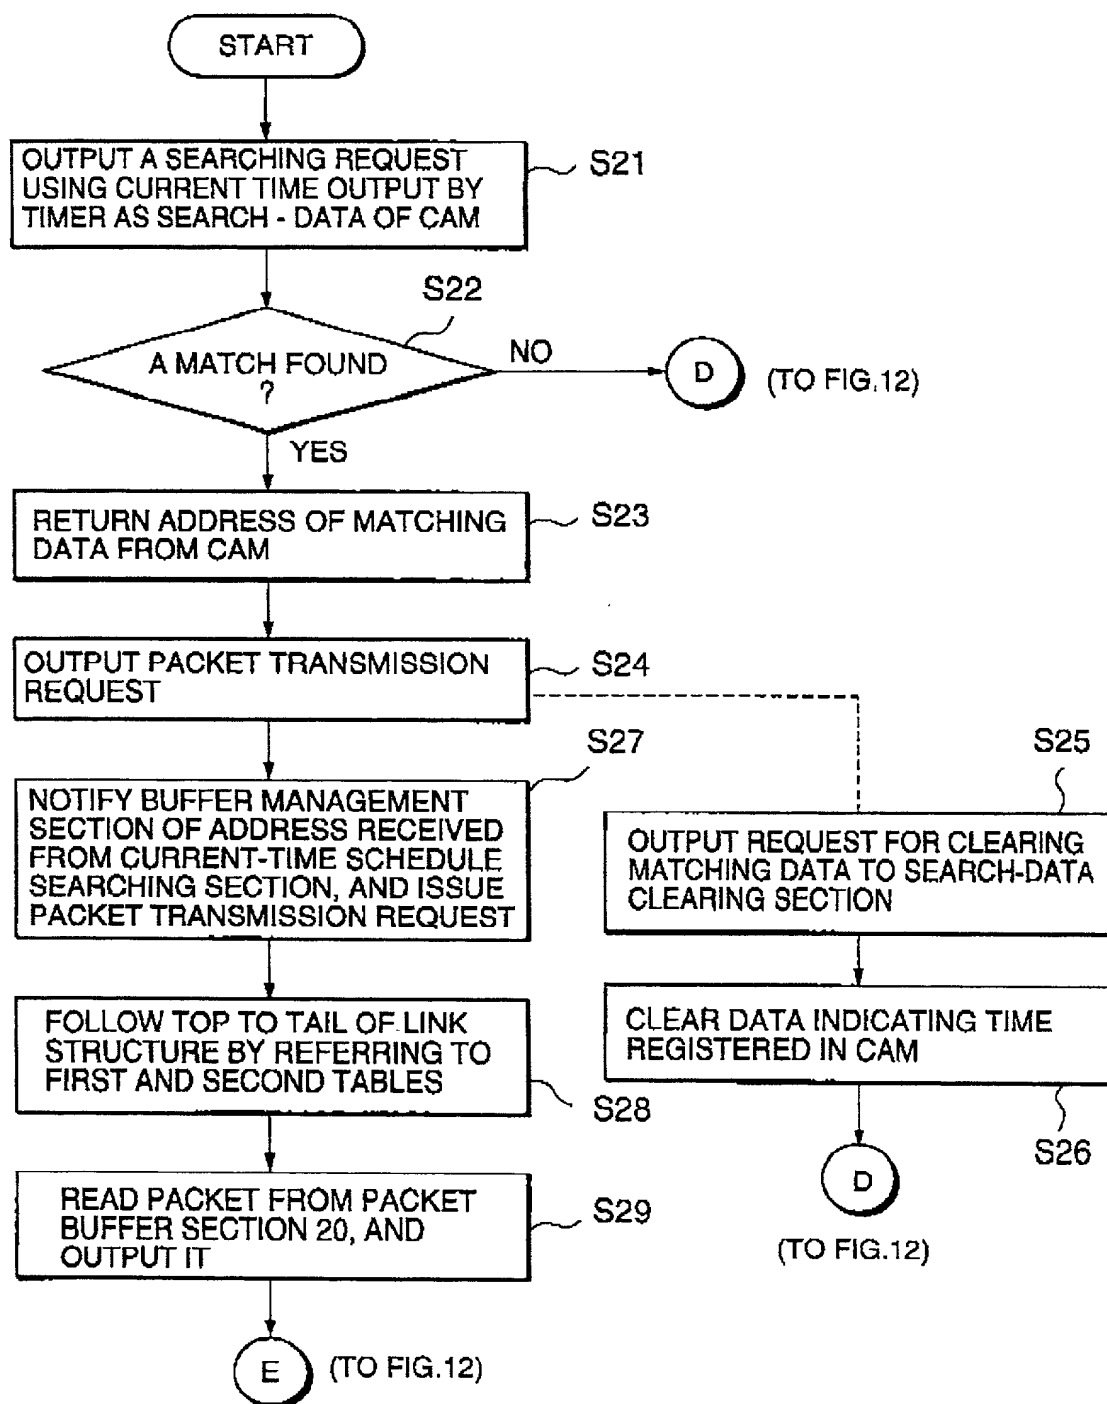 START
OUTPUT A SEARCHING REQUEST
USING CURRENT TIME OUTPUT BY
TIMER AS SEARCH - DATA OF CAM
S21
S22
A MATCH FOUND
?
NO
D
(TO FIG.12)
YES
RETURN ADDRESS OF MATCHING
DATA FROM CAM
S23
OUTPUT PACKET TRANSMISSION
REQUEST
S24
S27
NOTIFY BUFFER MANAGEMENT
SECTION OF ADDRESS RECEIVED
FROM CURRENT-TIME SCHEDULE
SEARCHING SECTION, AND ISSUE
PACKET TRANSMISSION REQUEST
S25
OUTPUT REQUEST FOR CLEARING
MATCHING DATA TO SEARCH-DATA
CLEARING SECTION
FOLLOW TOP TO TAIL OF LINK
STRUCTURE BY REFERRING TO
FIRST AND SECOND TABLES
S28
CLEAR DATA INDICATING TIME
REGISTERED IN CAM
S26
D
(TO FIG.12)
READ PACKET FROM PACKET
BUFFER SECTION 20, AND
OUTPUT IT
S29
E
(TO FIG.12)